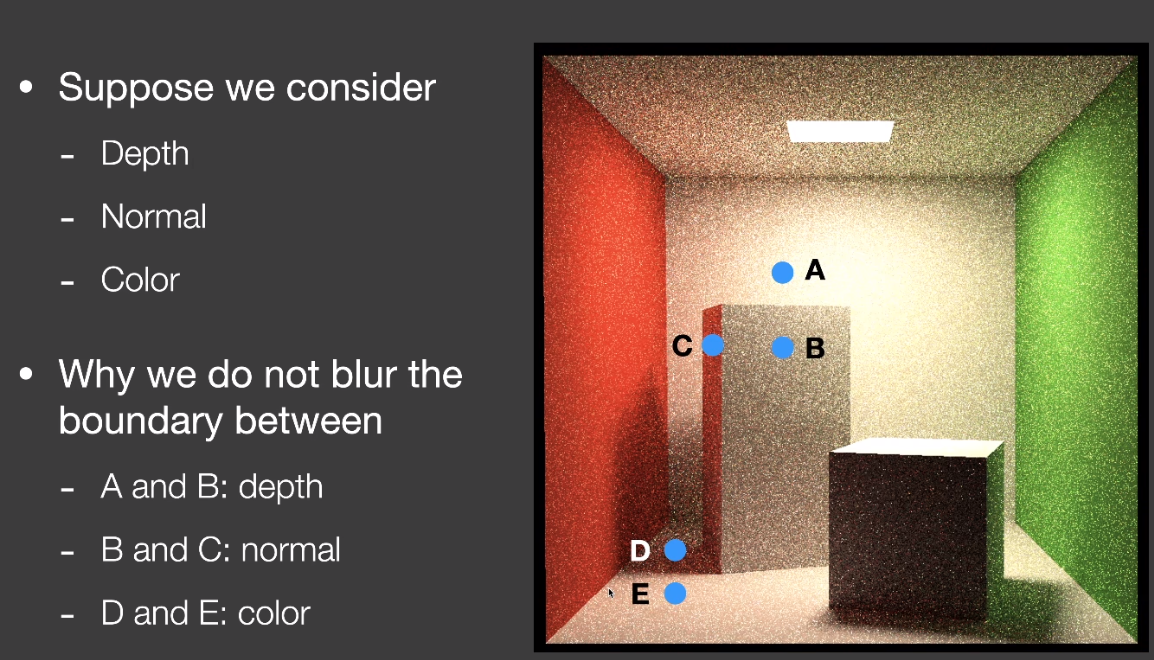 • Suppose we consider
- Depth
- Normal
- Color
• Why we do not blur the
boundary between
- A and B: depth
- B and C: normal
- D and E: color
A
C
B
D
E